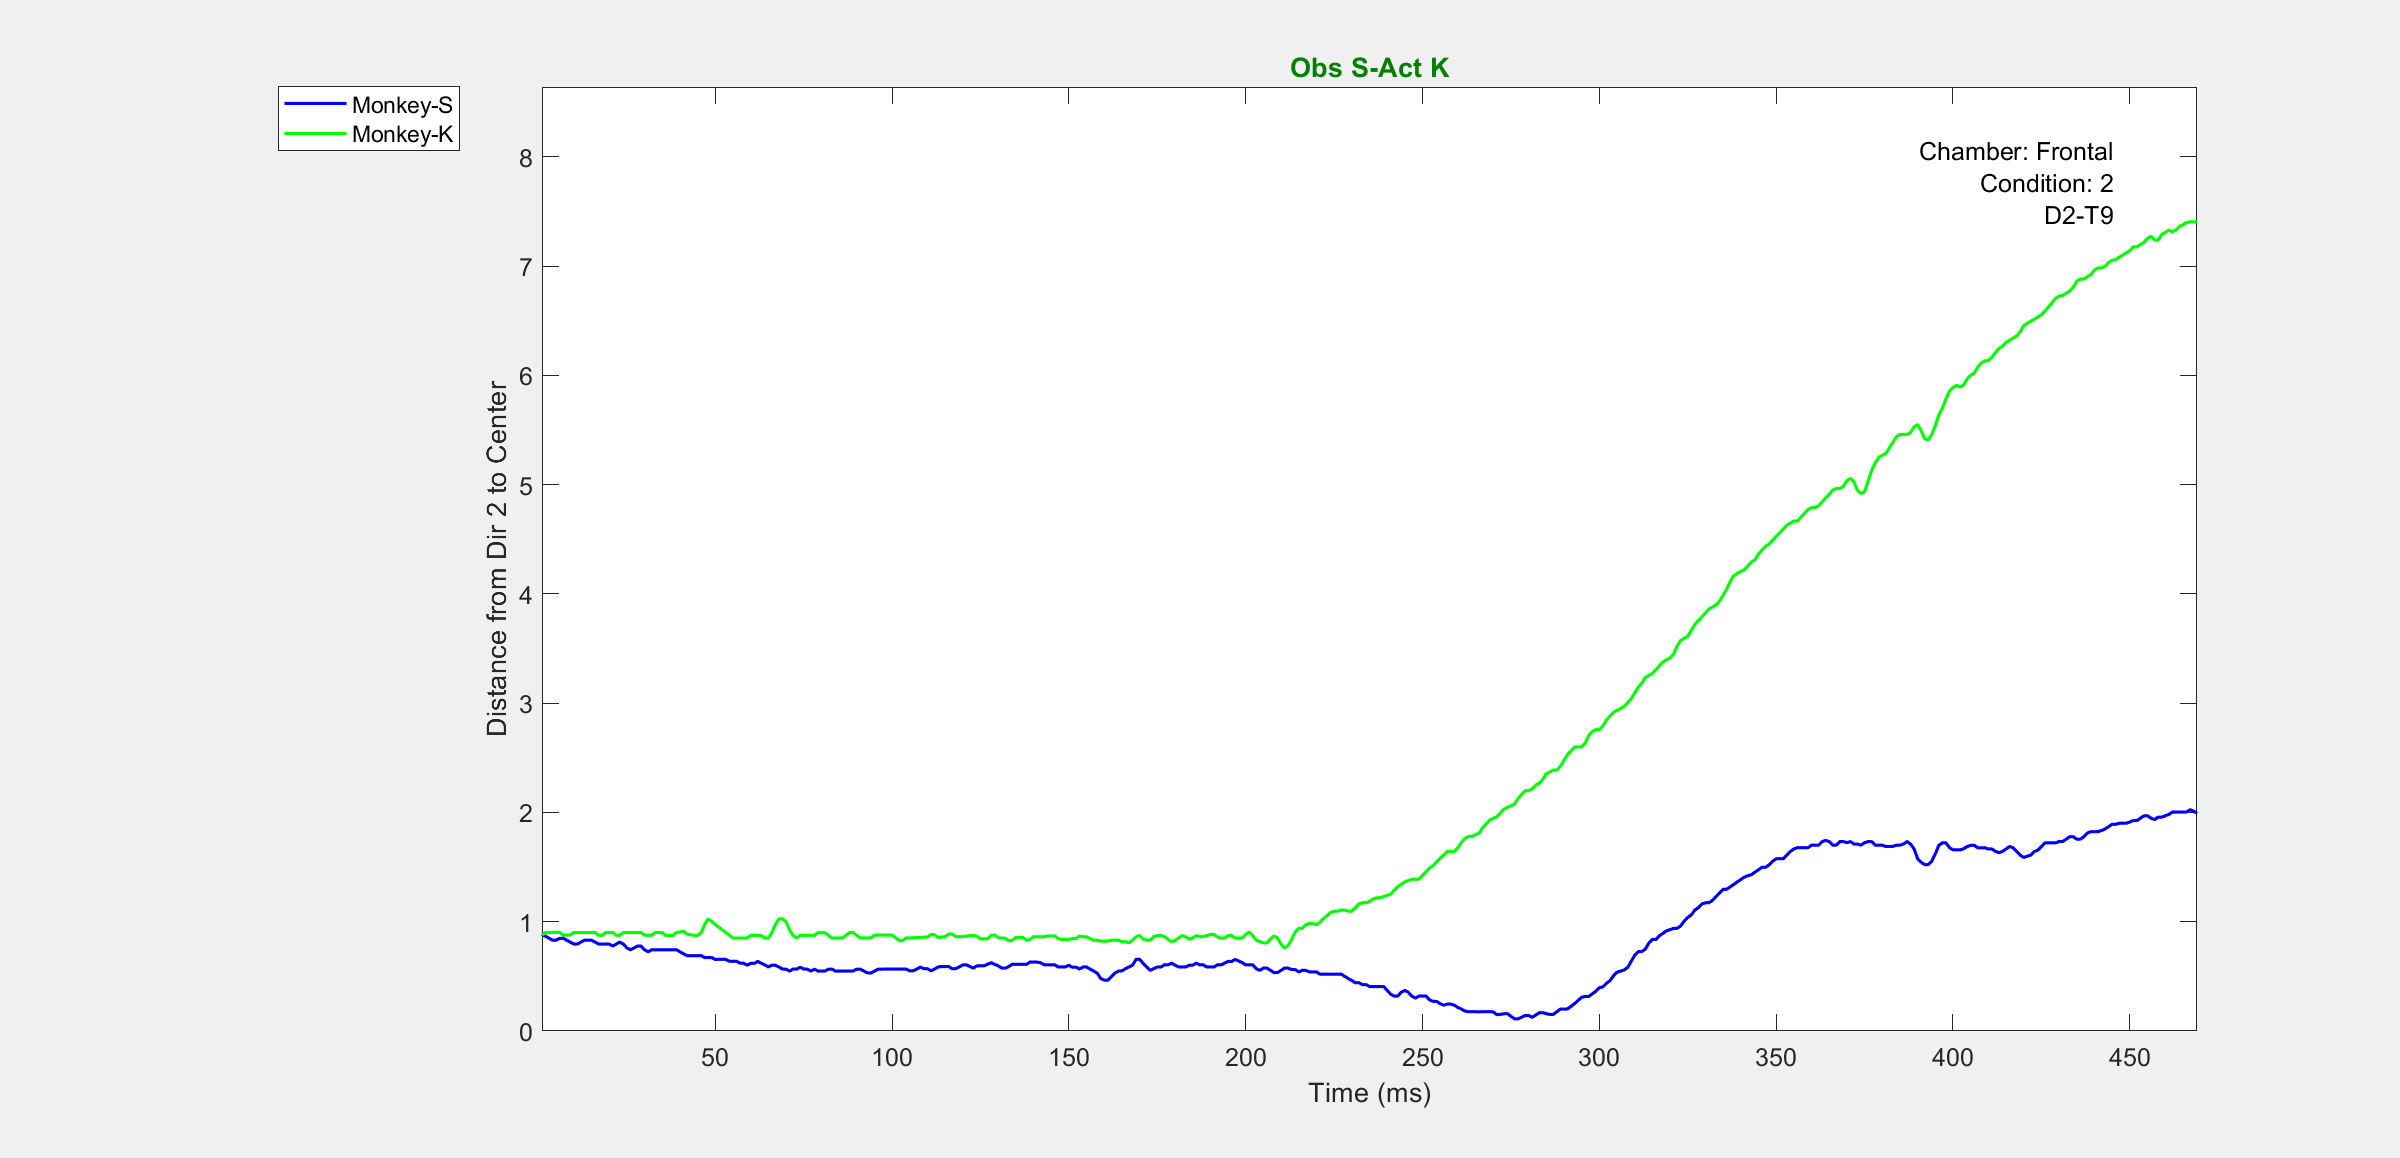 Obs S-Act K
Monkey-S
Monkey-K
Chamber: Frontal
Condition: 2
D2-T9
Distance from Dir 2 to Center
8
7
6
5
4
3
2
1
0
50 100 150 200 250 300 350 400 450
Time (ms)